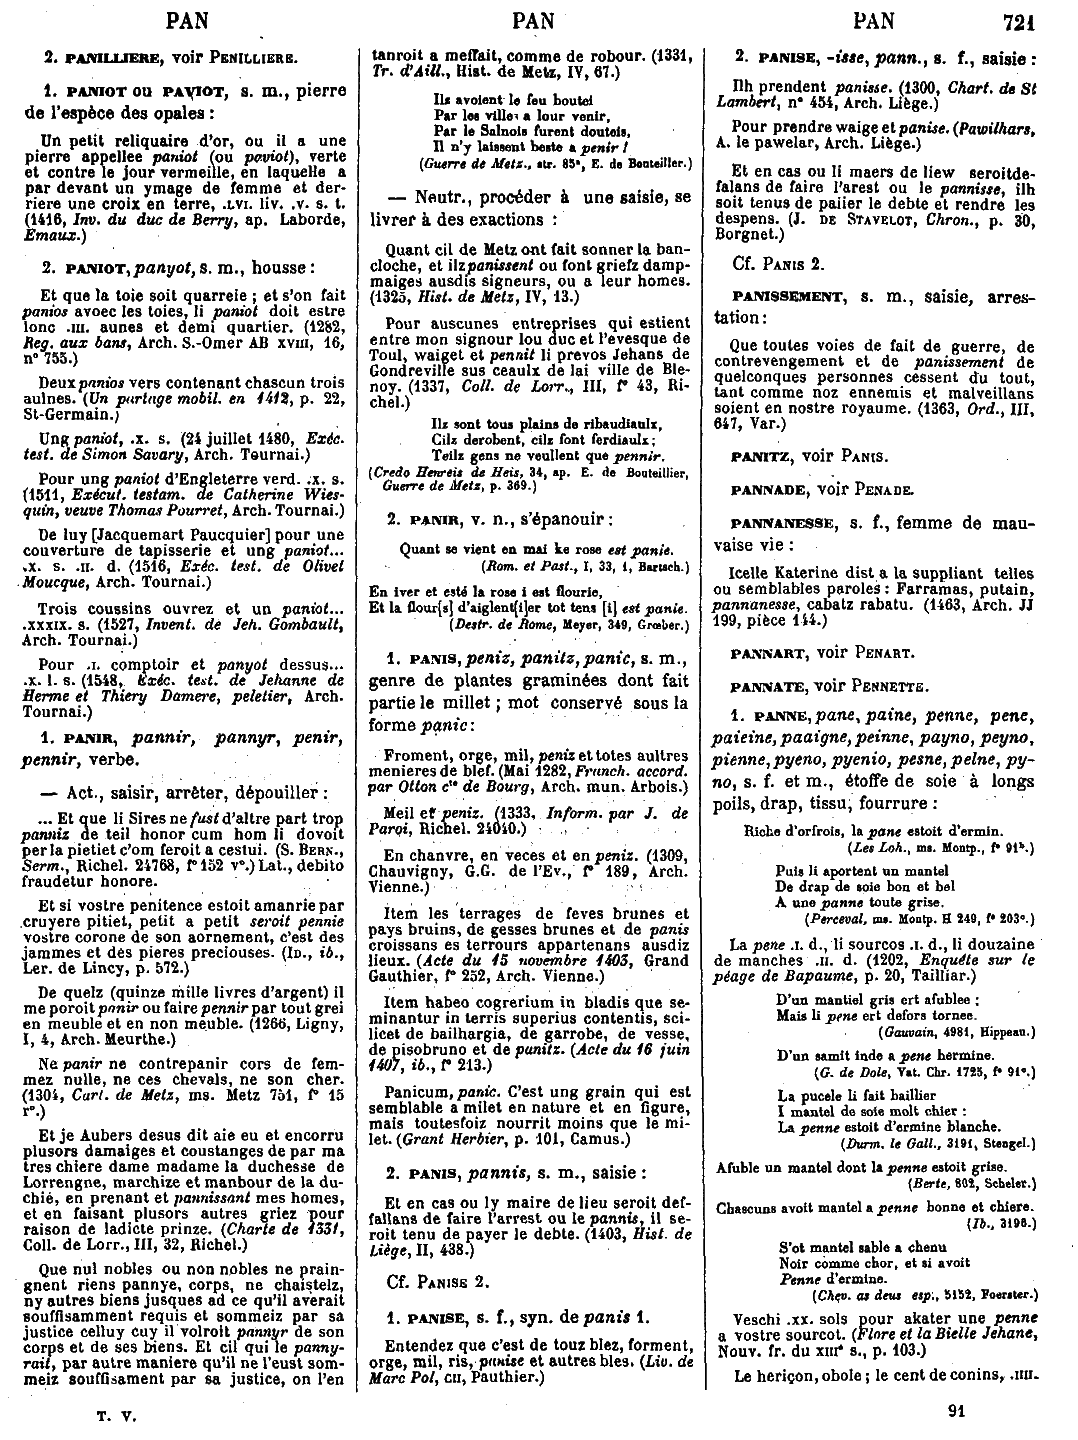 PAN
PAN
PAN
721
2. PANILLIERE, voir PENILLIERE.
1. PANIOT OU PAVIOT, s. m., pierre
de l'espèce des opales :
Un petit reliquaire d'or, ou il a une
pierre appellee paniot (ou paviot), verte
et contre le jour vermeille, en laquelle a
par devant un ymage de femme et der-
riere une croix en terre, .LVI. liv. .v. s. t.
(1416, Inv. du duc de Berry, ap. Laborde,
Emaux.)
2. PANIOT, panyot, s. m., housse :
Et que la toie soit quarreie ; et s'on fait
panios avoec les toies, li paniot doit estre
lonc .III. aunes et demi quartier. (1282,
Reg. aux bans, Arch. S.-Omer AB XVIII, 16,
n° 755.)
Deux panios vers contenant chascun trois
aulnes. (Un partage mobil. en 1412, p. 22,
St-Germain.)
Ung paniot, .x. s. (24 juillet 1480, Exéc.
test. de Simon Savary, Arch. Tournai.)
Pour ung paniot d'Engleterre verd. .x. s.
(1511, Exécut. testam. de Catherine Wies-
quin, veuve Thomas Pourret, Arch. Tournai.)
De luy [Jacquemart Paucquier] pour une
couverture de tapisserie et ung paniot...
.x. s. .II. d. (1516, Exéc. test. de Olivel
Moucque, Arch. Tournai.)
Trois coussins ouvrez et un paniot...
.XXXIX. s. (1527, Invent. de Jeh. Gombault,
Arch. Tournai.)
Pour .I. comptoir et panyot dessus...
.x. l. s. (1548, Exéc. test. de Jehanne de
Herme et Thiery Damere, peletier, Arch.
Tournai.)
1. PANIR, pannir, pannyr, penir,
pennir, verbe.
— Act., saisir, arrêter, dépouiller :
... Et que li Sires ne fust d'altre part trop
panniz de teil honor cum hom li dovoit
per la pietiet c'om feroit a cestui. (S. BERN.,
Serm., Richel. 24768, f° 152 v°.) Lat., debito
fraudetur honore.
Et si vostre penitence estoit amanrie par
cruyere pitiet, petit a petit seroit pennie
vostre corone de son aornement, c'est des
jammes et des pieres preciouses. (ID., ib.,
Ler. de Lincy, p. 572.)
De quelz (quinze mille livres d'argent) il
me poroit panir ou faire pennir par tout grei
en meuble et en non meuble. (1266, Ligny,
I, 4, Arch. Meurthe.)
Ne panir ne contrepanir cors de fem-
mez nulle, ne ces chevals, ne son cher.
(1304, Cart. de Metz, ms. Metz 751, f° 15
r°.)
Et je Aubers desus dit aie eu et encorru
plusors damaiges et coustanges de par ma
tres chiere dame madame la duchesse de
Lorrengne, marchize et manbour de la du-
chié, en prenant et pannissant mes homes,
et en faisant plusors autres griez pour
raison de ladicte prinze. (Charte de 1331,
Coll. de Lorr., III, 32, Richel.)
Que nul nobles ou non nobles ne prain-
gnent riens pannye, corps, ne chaistelz,
ny autres biens jusques ad ce qu'il averait
souffisamment requis et sommeiz par sa
justice celluy cuy il volroit pannyr de son
corps et de ses biens. Et cil qui le panny-
rait, par autre maniere qu'il ne l'eust som-
meiz souffisament par sa justice, on l'en
tanroit a meffait, comme de robour. (1331,
Tr. d'Aill., Hist. de Metz, IV, 67.)
Ils avoient le feu boutel
Par les villes a lour venir,
Par le Salnois furent douteis,
Il n'y laissent beste a penir !
(Guerre de Metz., str. 85ᵃ, E. de Bouteiller.)
— Neutr., procéder à une saisie, se
livrer à des exactions :
Quant cil de Metz ont fait sonner la ban-
cloche, et ilz panissent ou font griefz damp-
maiges ausdis signeurs, ou a leur homes.
(1325, Hist. de Metz, IV, 13.)
Pour auscunes entreprises qui estient
entre mon signour lou duc et l'evesque de
Toul, waiget et pennit li prevos Jehans de
Gondreville sus ceaulx de lai ville de Ble-
noy. (1337, Coll. de Lorr., III, f° 43, Ri-
chel.)
Ilz sont tous plains de ribaudiaulx,
Cilz derobent, cilz font ferdiaulx ;
Teilz gens ne veullent que pennir.
(Credo Henreis de Heis, 34, ap. E. de Bouteillier,
Guerre de Metz, p. 369.)
2. PANIR, v. n., s'épanouir :
Quant se vient en mai ke rose est panie.
(Rom. et Past., I, 33, 1, Bartsch.)
En iver et esté la rose i est flourie,
Et la flour[s] d'aiglent[i]er tot tens [i] est panie.
(Destr. de Rome, Meyer, 349, Grœber.)
1. PANIS, peniz, panitz, panic, s. m.,
genre de plantes graminées dont fait
partie le millet ; mot conservé sous la
forme panic :
Froment, orge, mil, peniz et totes aultres
menieres de blef. (Mai 1282, Franch. accord.
par Otton cᵗᵉ de Bourg, Arch. mun. Arbois.)
Meil et peniz. (1333, Inform. par J. de
Paroi, Richel. 24040.)
En chanvre, en veces et en peniz. (1309,
Chauvigny, G.G. de l'Ev., f° 189, Arch.
Vienne.)
Item les terrages de feves brunes et
pays bruins, de gesses brunes et de panis
croissans es terrours appartenans ausdiz
lieux. (Acte du 15 novembre 1403, Grand
Gauthier, f° 252, Arch. Vienne.)
Item habeo cogrerium in bladis que se-
minantur in terris superius contentis, sci-
licet de bailhargia, de garrobe, de vesse,
de pisobruno et de panitz. (Acte du 16 juin
1407, ib., f° 213.)
Panicum, panic. C'est ung grain qui est
semblable a milet en nature et en figure,
mais toutesfoiz nourrit moins que le mi-
let. (Grant Herbier, p. 101, Camus.)
2. PANIS, pannis, s. m., saisie :
Et en cas ou ly maire de lieu seroit def-
fallans de faire l'arrest ou le pannis, il se-
roit tenu de payer le debte. (1403, Hist. de
Liège, II, 438.)
Cf. PANISE 2.
1. PANISE, s. f., syn. de panis 1.
Entendez que c'est de touz blez, forment,
orge, mil, ris, panise et autres bles. (Liv. de
Marc Pol, CII, Pauthier.)
2. PANISE, -isse, pann., s. f., saisie :
Ilh prendent panisse. (1300, Chart. de St
Lambert, n° 454, Arch. Liège.)
Pour prendre waige et panise. (Pawilhars,
A. le pawelar, Arch. Liège.)
Et en cas ou li maers de liew seroit de-
falans de faire l'arest ou le pannisse, ilh
soit tenus de paiier le debte et rendre les
despens. (J. DE STAVELOT, Chron., p. 30,
Borgnet.)
Cf. PANIS 2.
PANISSEMENT, s. m., saisie, arres-
tation :
Que toutes voies de fait de guerre, de
contrevengement et de panissement de
quelconques personnes cessent du tout,
tant comme noz ennemis et malveillans
soient en nostre royaume. (1363, Ord., III,
647, Var.)
PANITZ, voir PANIS.
PANNADE, voir PENADE.
PANNANESSE, s. f., femme de mau-
vaise vie :
Icelle Katerine dist a la suppliant telles
ou semblables paroles : Farramas, putain,
pannanesse, cabatz rabatu. (1463, Arch. JJ
199, pièce 144.)
PANNART, voir PENART.
PANNATE, voir PENNETTE.
1. PANNE, pane, paine, penne, pene,
paieine, paaigne, peinne, payno, peyno,
pienne, pyeno, pyenio, pesne, pelne, py-
no, s. f. et m., étoffe de soie à longs
poils, drap, tissu, fourrure :
Riche d'orfrois, la pane estoit d'ermin.
(Les Loh., ms. Montp., f° 91ᵇ.)
Puis li aportent un mantel
De drap de soie bon et bel
A une panne toute grise.
(Perceval, ms. Montp. H 249, f° 203ᵃ.)
La pene .I. d., li sourcos .I. d., li douzaine
de manches .II. d. (1202, Enquête sur le
péage de Bapaume, p. 20, Tailliar.)
D'un mantiel gris ert afublee ;
Mais li pene ert defors tornee.
(Gauvain, 4981, Hippeau.)
D'un samit inde a pene hermine.
(G. de Dole, Vat. Chr. 1725, f° 91ᵃ.)
La pucele li fait baillier
I mantel de soie molt chier :
La penne estoit d'ermine blanche.
(Durm. le Gall., 3191, Stengel.)
Afuble un mantel dont la penne estoit grise.
(Berte, 802, Scheler.)
Chascuns avoit mantel a penne bonne et chiere.
(Ib., 3196.)
S'ot mantel sable a chenu
Noir comme chor, et si avoit
Penne d'ermine.
(Chev. as deus esp., 5152, Foerster.)
Veschi .xx. sols pour akater une penne
a vostre sourcot. (Flore et la Bielle Jehane,
Nouv. fr. du XIIIᵉ s., p. 103.)
Le heriçon, obole ; le cent de conins, .IIII.
T. V.
91